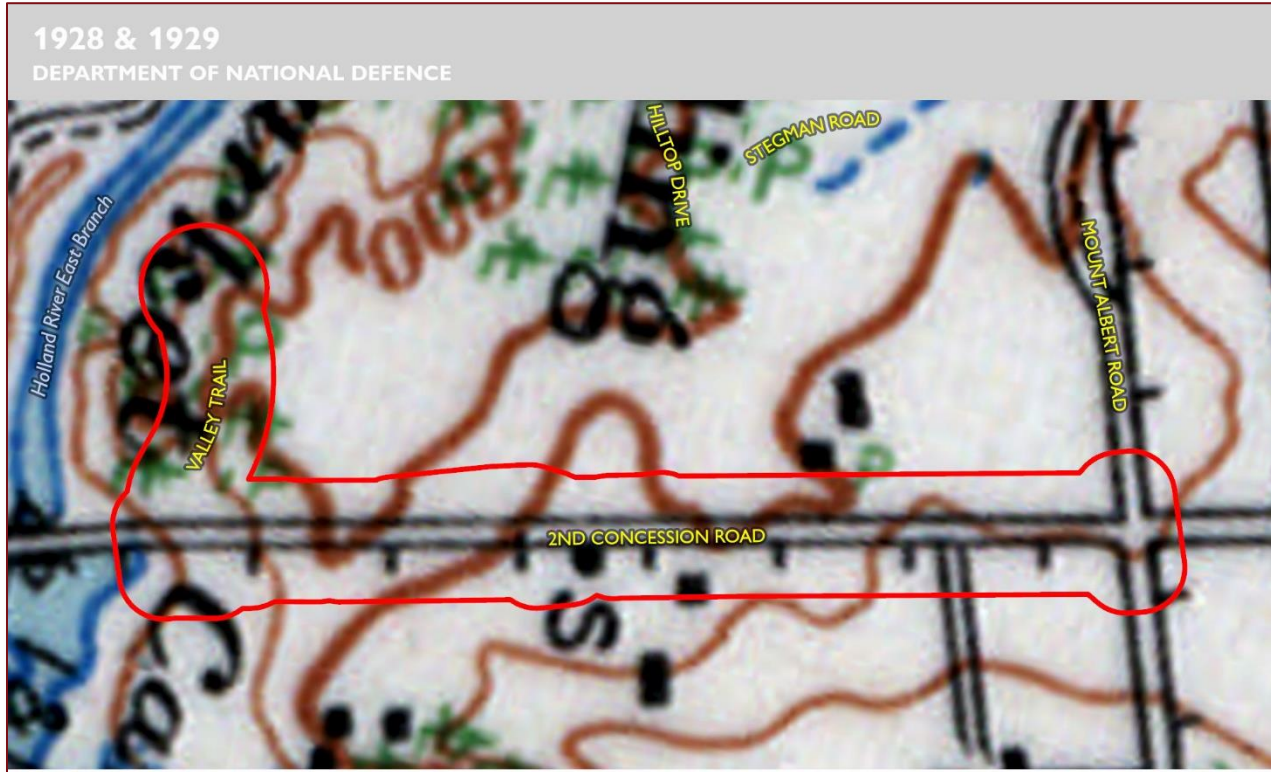 1928 & 1929
DEPARTMENT OF NATIONAL DEFENCE
Holland River East Branch
HILLTOP DRIVE
STEGMAN ROAD
MOUNT ALBERT ROAD
VALLEY TRAIL
2ND CONCESSION ROAD
S
Ca